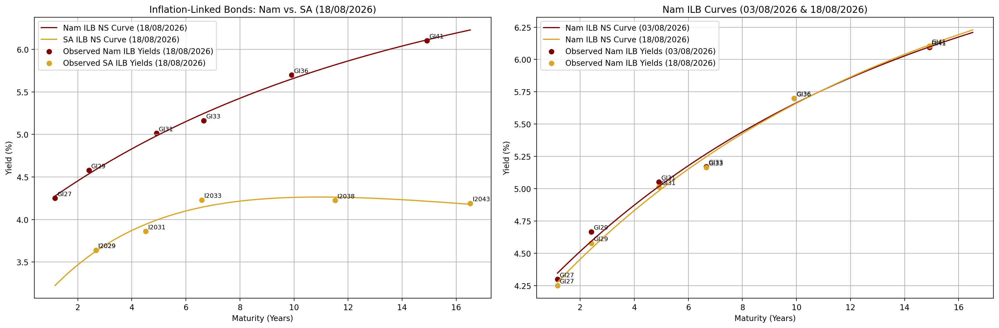 Inflation-Linked Bonds: Nam vs. SA (18/08/2026)
Nam ILB NS Curve (18/08/2026)
SA ILB NS Curve (18/08/2026)
Observed Nam ILB Yields (18/08/2026)
Observed SA ILB Yields (18/08/2026)
Yield (%)
6.0
5.5
5.0
4.5
4.0
3.5
GI27
GI29
GI31
GI33
GI36
GI41
I2029
I2031
I2033
I2038
I2043
2 4 6 8 10 12 14 16
Maturity (Years)
Nam ILB Curves (03/08/2026 & 18/08/2026)
Nam ILB NS Curve (03/08/2026)
Nam ILB NS Curve (18/08/2026)
Observed Nam ILB Yields (03/08/2026)
Observed Nam ILB Yields (18/08/2026)
Yield (%)
6.25
6.00
5.75
5.50
5.25
5.00
4.75
4.50
4.25
GI27
GI27
GI29
GI29
GI31
GI31
GI33
GI33
GI36
GI36
GI41
GI41
2 4 6 8 10 12 14 16
Maturity (Years)